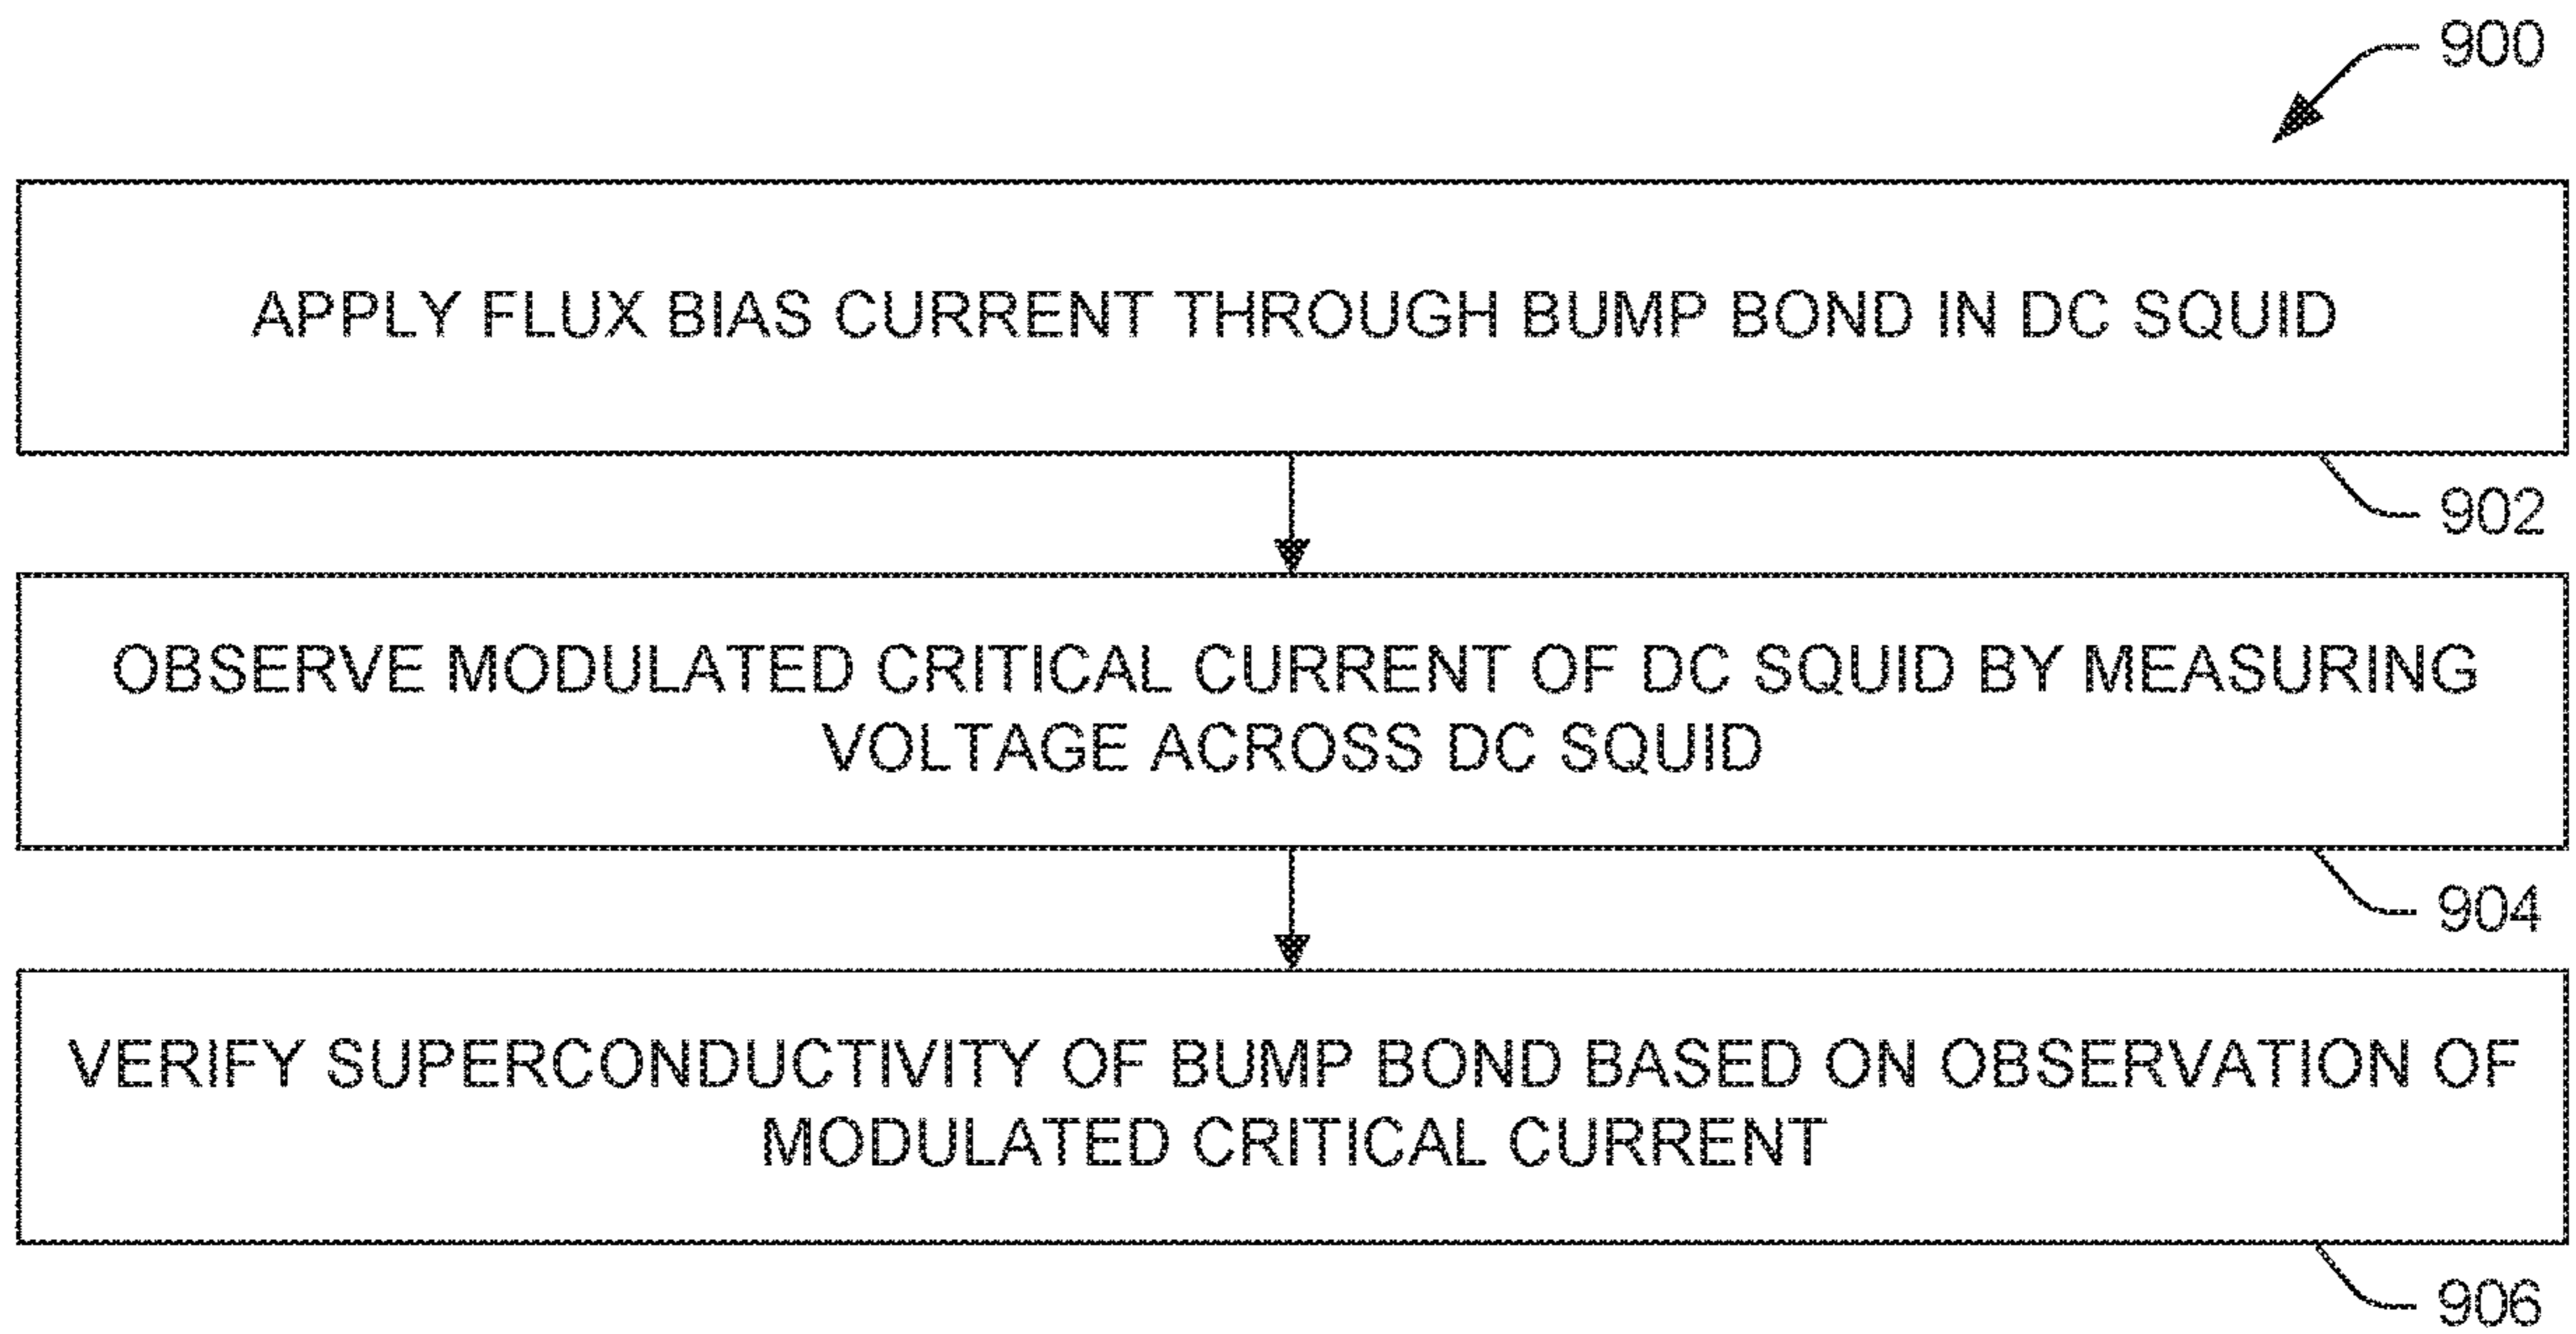 900
APPLY FLUX BIAS CURRENT THROUGH BUMP BOND IN DC SQUID
902
OBSERVE MODULATED CRITICAL CURRENT OF DC SQUID BY MEASURING
VOLTAGE ACROSS DC SQUID
904
VERIFY SUPERCONDUCTIVITY OF BUMP BOND BASED ON OBSERVATION OF
MODULATED CRITICAL CURRENT
906